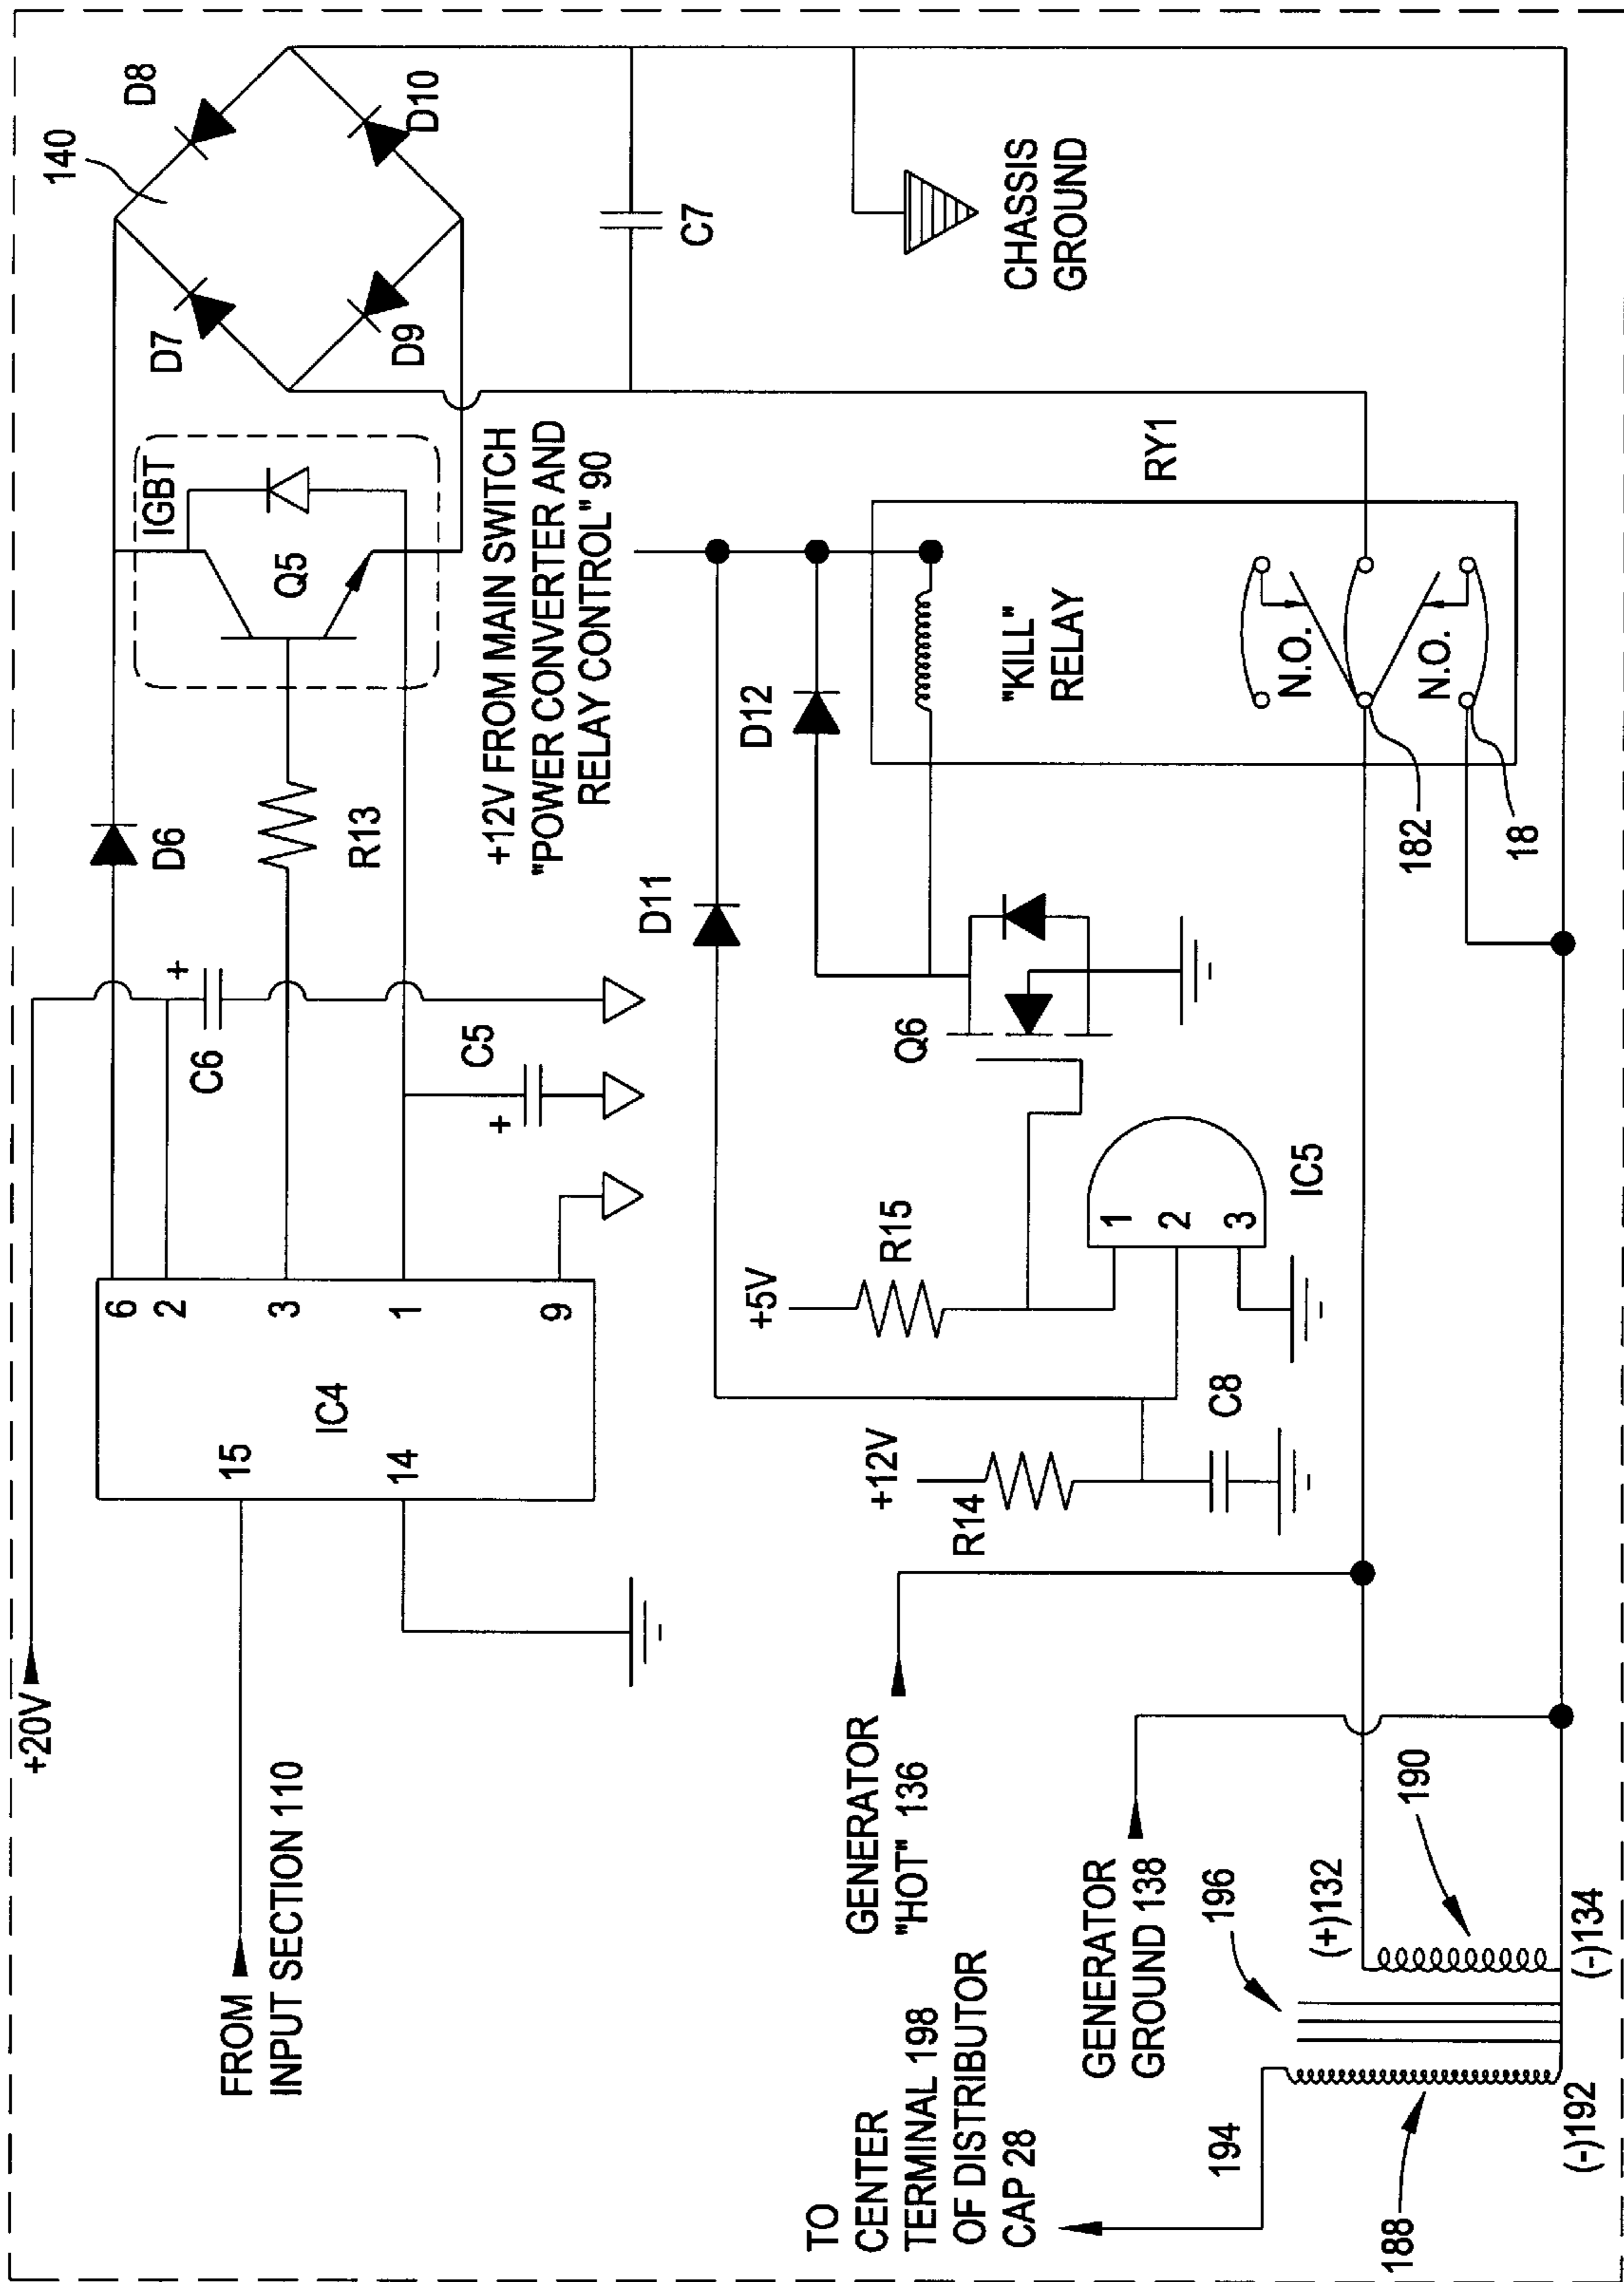 +20V
FROM
INPUT SECTION 110
15
14
IC4
6
2
3
1
9
C6
+
C5
+
D6
R13
IGBT
Q5
140
D7
D8
D9
D10
C7
CHASSIS
GROUND
+12V FROM MAIN SWITCH
"POWER CONVERTER AND
RELAY CONTROL" 90
D11
D12
+5V
R15
Q6
+12V
R14
C8
1
2
3
IC5
"KILL"
RELAY
RY1
N.O.
N.O.
182
18
GENERATOR
"HOT" 136
GENERATOR
GROUND 138
TO
CENTER
TERMINAL 198
OF DISTRIBUTOR
CAP 28
194
196
(+)132
190
188
(-)192
(-)134